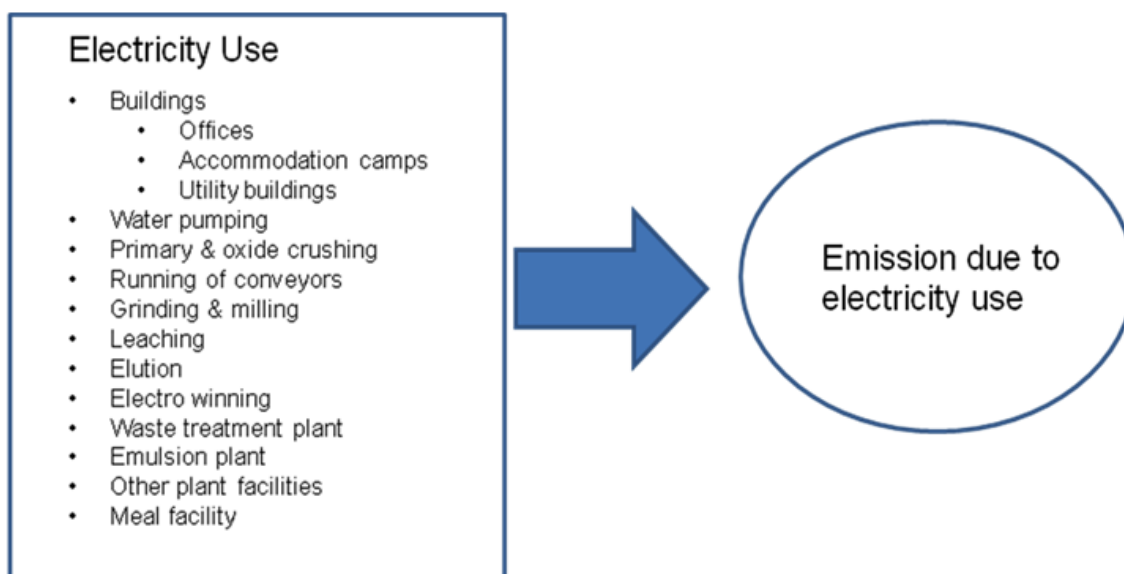 Electricity Use
• Buildings
• Offices
• Accommodation camps
• Utility buildings
• Water pumping
• Primary & oxide crushing
• Running of conveyors
• Grinding & milling
• Leaching
• Elution
• Electro winning
• Waste treatment plant
• Emulsion plant
• Other plant facilities
• Meal facility
Emission due to
electricity use